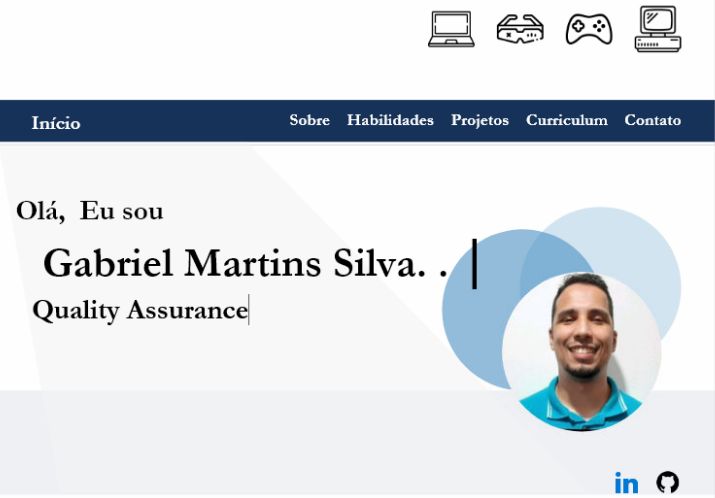 Início Sobre Habilidades Projetos Curriculum Contato
Olá, Eu sou
Gabriel Martins Silva. . |
Quality Assurance|
in